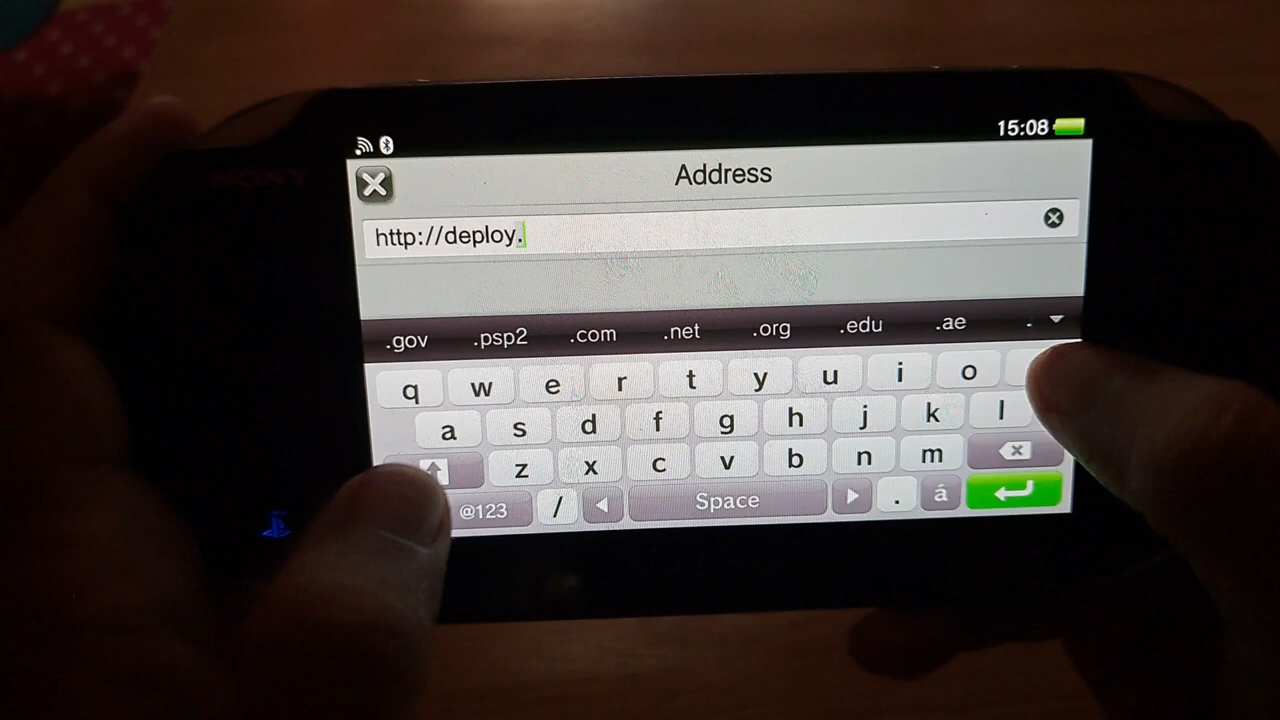 SONY
15:08
Address
http://deploy.
.gov .psp2 .com .net .org .edu .ae .
q w e r t y u i o
a s d f g h j k l
z x c v b n m
@123 / Space . á